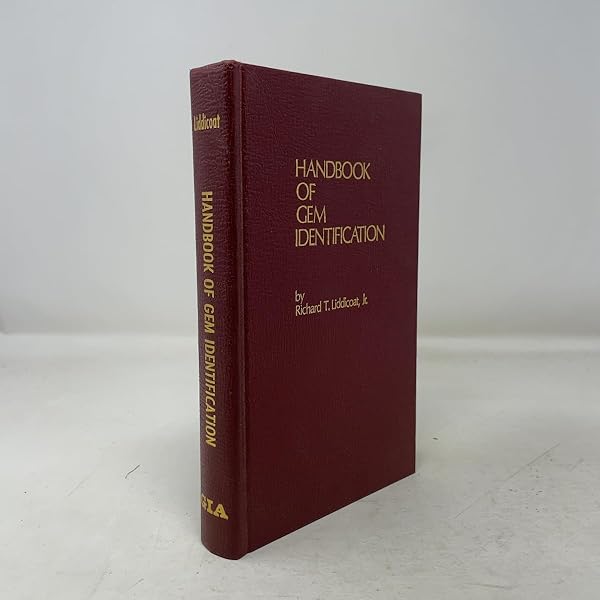 Liddicoat
HANDBOOK OF GEM IDENTIFICATION
GIA
HANDBOOK
OF
GEM
IDENTIFICATION
by
Richard T. Liddicoat, Jr.